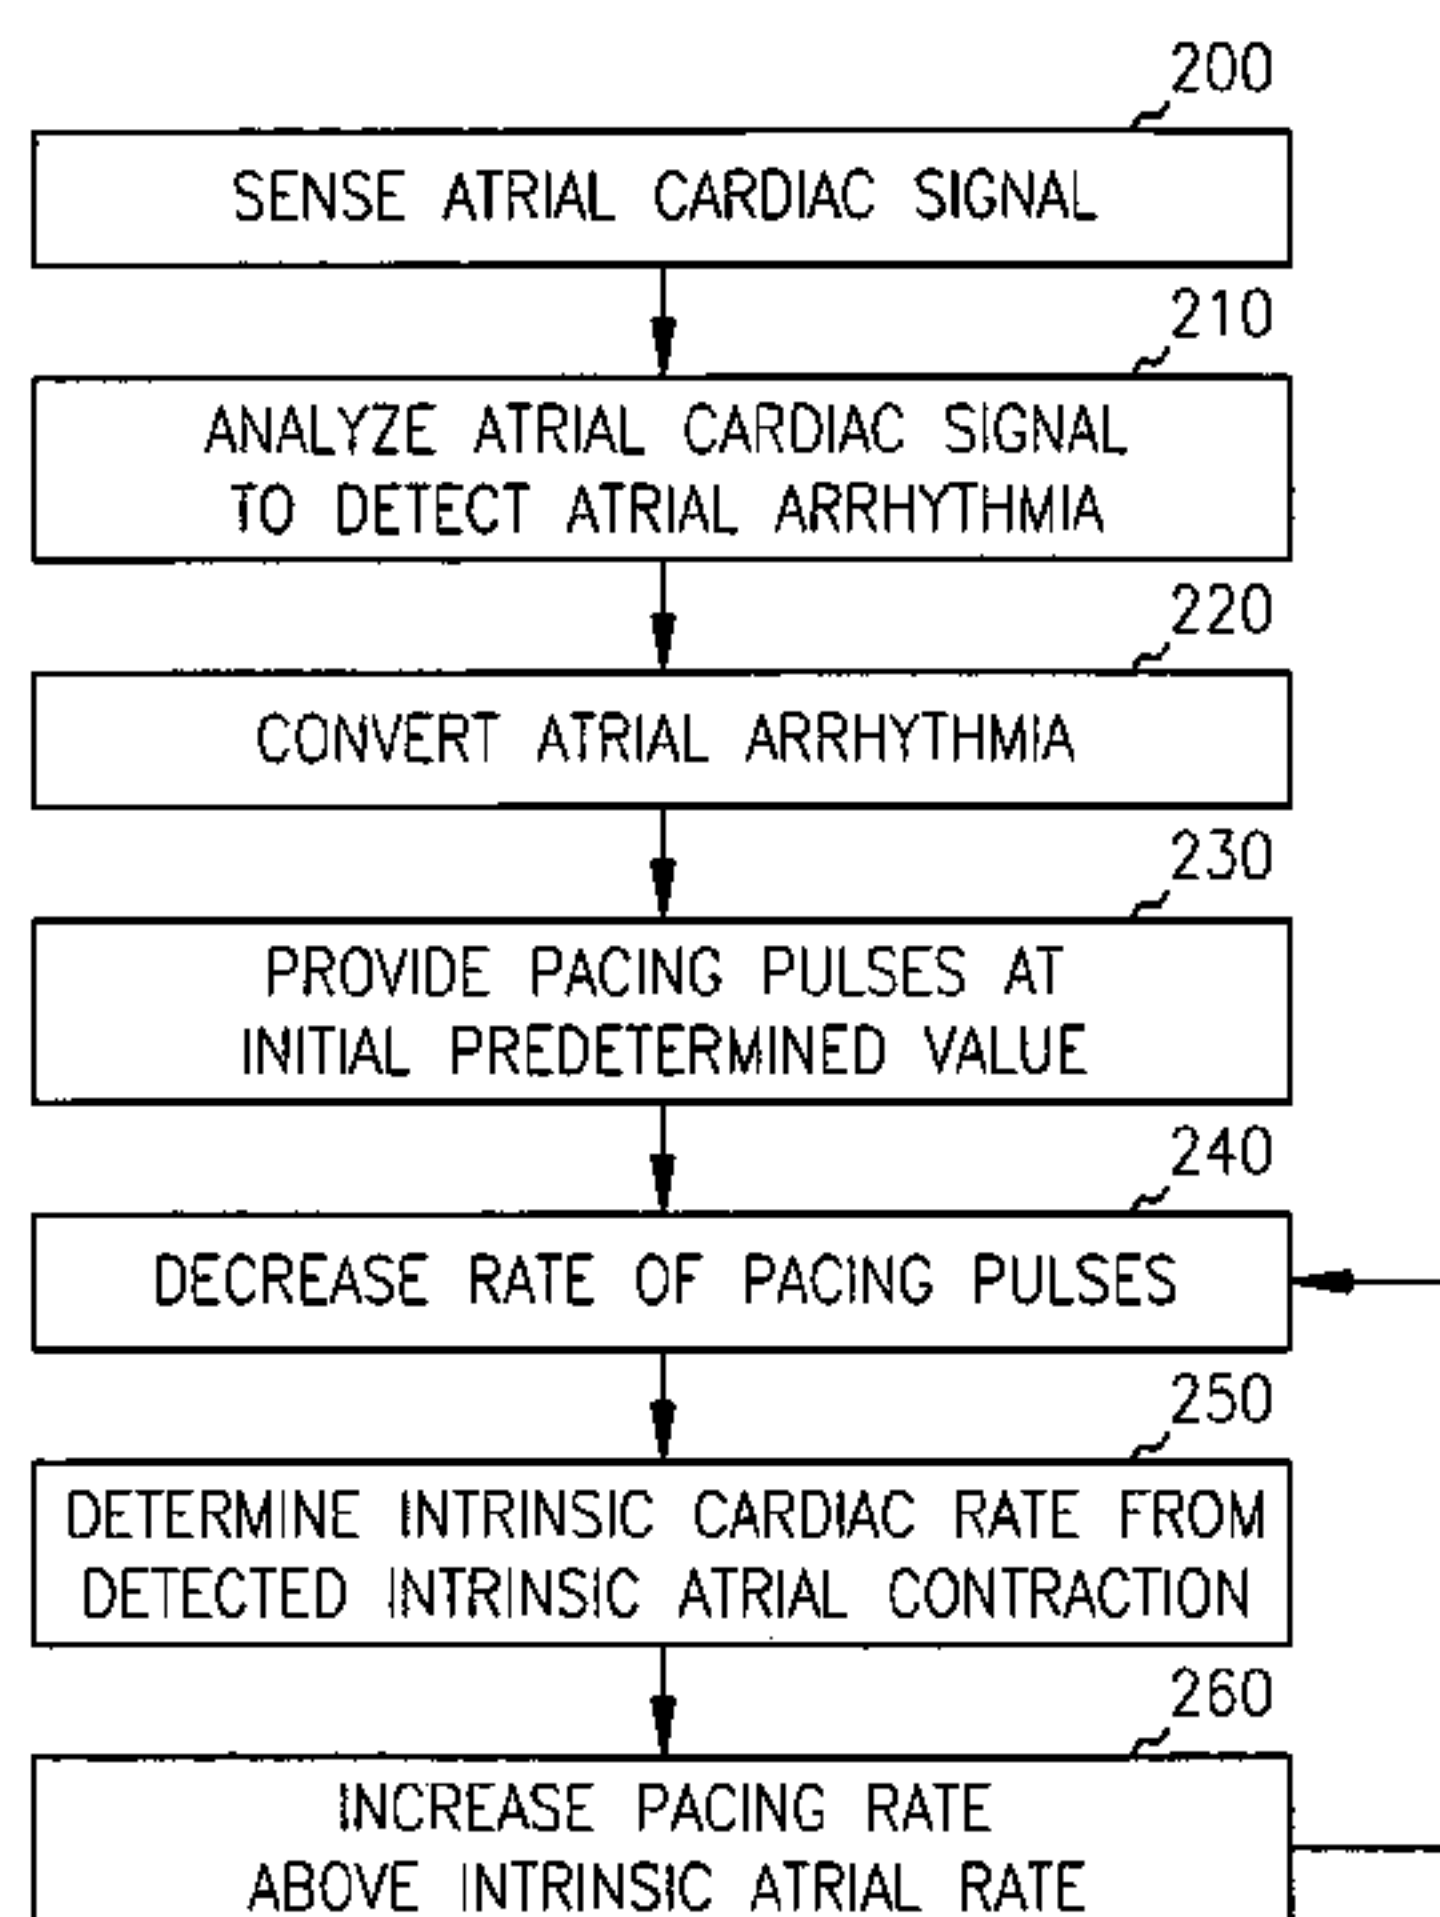 200
SENSE ATRIAL CARDIAC SIGNAL
210
ANALYZE ATRIAL CARDIAC SIGNAL
TO DETECT ATRIAL ARRHYTHMIA
220
CONVERT ATRIAL ARRHYTHMIA
230
PROVIDE PACING PULSES AT
INITIAL PREDETERMINED VALUE
240
DECREASE RATE OF PACING PULSES
250
DETERMINE INTRINSIC CARDIAC RATE FROM
DETECTED INTRINSIC ATRIAL CONTRACTION
260
INCREASE PACING RATE
ABOVE INTRINSIC ATRIAL RATE